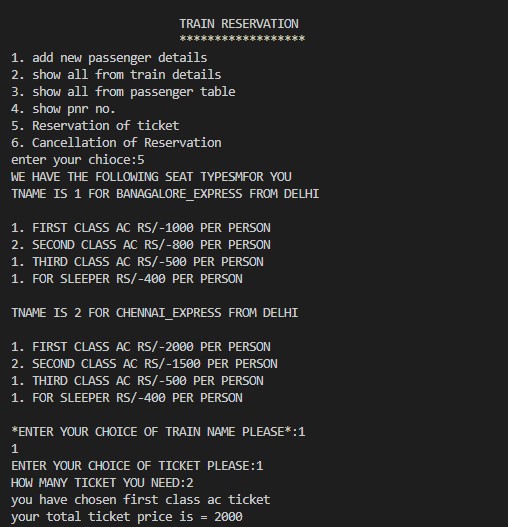 TRAIN RESERVATION
******************
1. add new passenger details
2. show all from train details
3. show all from passenger table
4. show pnr no.
5. Reservation of ticket
6. Cancellation of Reservation
enter your chioce:5
WE HAVE THE FOLLOWING SEAT TYPESMFOR YOU
TNAME IS 1 FOR BANAGALORE_EXPRESS FROM DELHI
1. FIRST CLASS AC RS/-1000 PER PERSON
2. SECOND CLASS AC RS/-800 PER PERSON
1. THIRD CLASS AC RS/-500 PER PERSON
1. FOR SLEEPER RS/-400 PER PERSON
TNAME IS 2 FOR CHENNAI_EXPRESS FROM DELHI
1. FIRST CLASS AC RS/-2000 PER PERSON
2. SECOND CLASS AC RS/-1500 PER PERSON
1. THIRD CLASS AC RS/-500 PER PERSON
1. FOR SLEEPER RS/-400 PER PERSON
*ENTER YOUR CHOICE OF TRAIN NAME PLEASE*:1
1
ENTER YOUR CHOICE OF TICKET PLEASE:1
HOW MANY TICKET YOU NEED:2
you have chosen first class ac ticket
your total ticket price is = 2000